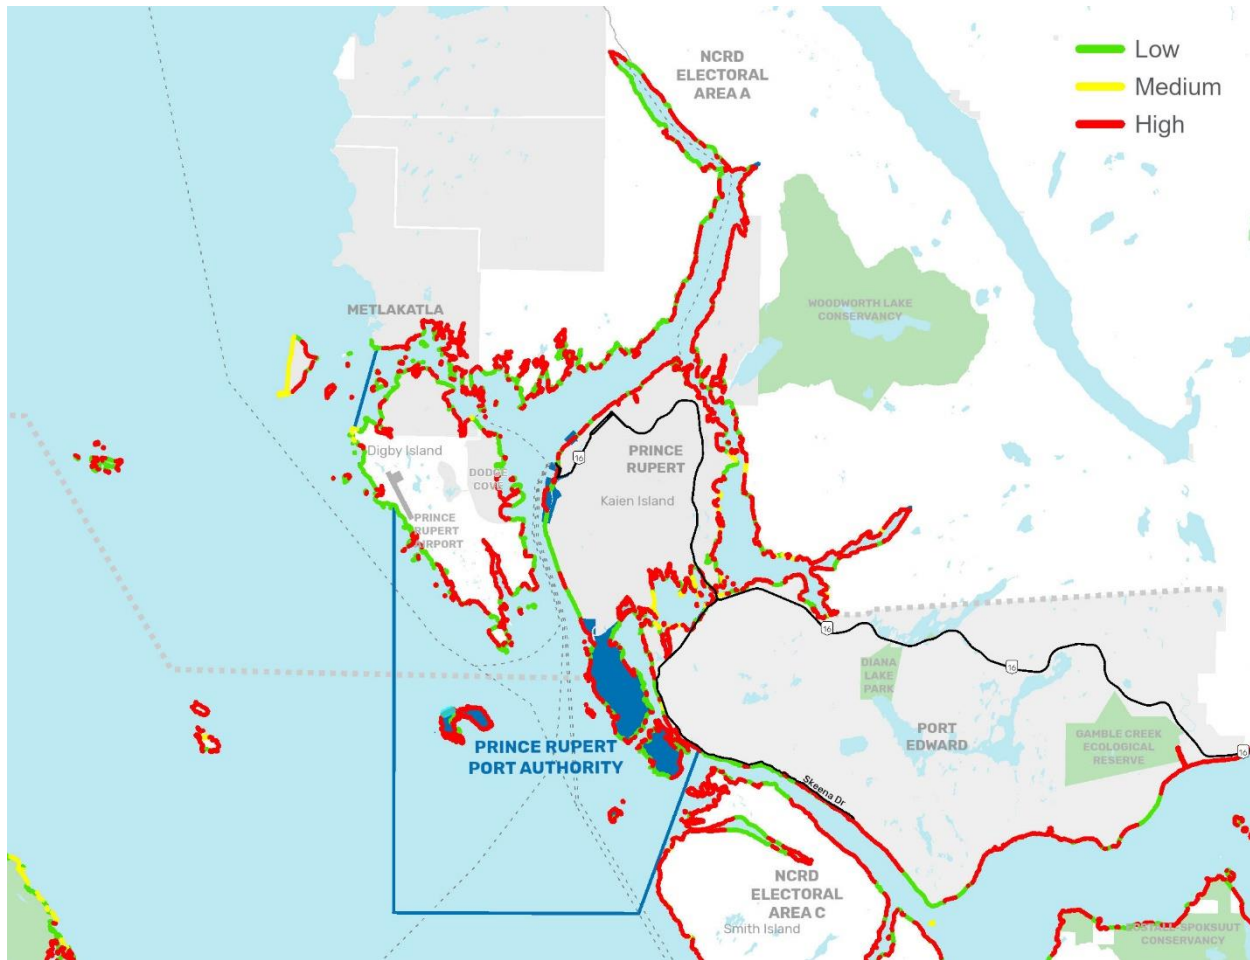 NCRD
ELECTORAL
AREA A
Low
Medium
High
METLAKATLA
WOODWORTH LAKE
CONSERVANCY
Digby Island
DODGE
COVE
16
PRINCE
RUPERT
Kaien Island
PRINCE
RUPERT
AIRPORT
16
16
DIANA
LAKE
PARK
PORT
EDWARD
GAMBLE CREEK
ECOLOGICAL
RESERVE
16
PRINCE RUPERT
PORT AUTHORITY
Skeena Dr
NCRD
ELECTORAL
AREA C
Smith Island
CONSERVANCY